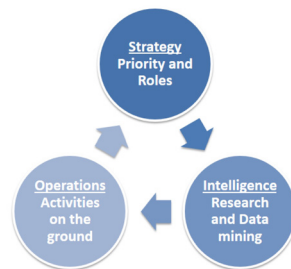 Strategy
Priority and
Roles
Intelligence
Research
and Data
mining
Operations
Activities
on the
ground